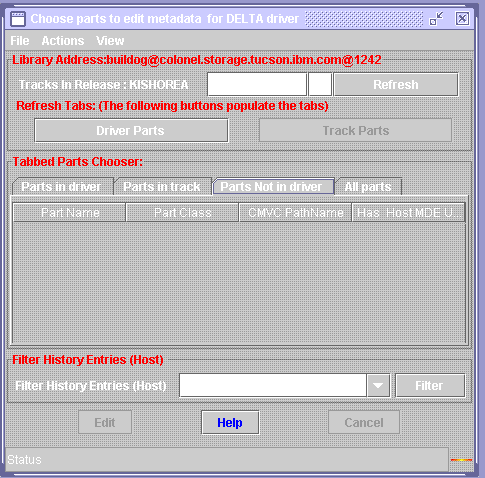 Choose parts to edit metadata for DELTA driver
File Actions View
Library Address:buildog@colonel.storage.tucson.ibm.com@1242
Tracks In Release : KISHOREA Refresh
Refresh Tabs: (The following buttons populate the tabs)
Driver Parts Track Parts
Tabbed Parts Chooser:
Parts in driver Parts in track Parts Not in driver All parts
Part Name Part Class CMVC PathName Has Host MDE U...
Filter History Entries (Host)
Filter History Entries (Host) Filter
Edit Help Cancel
Status